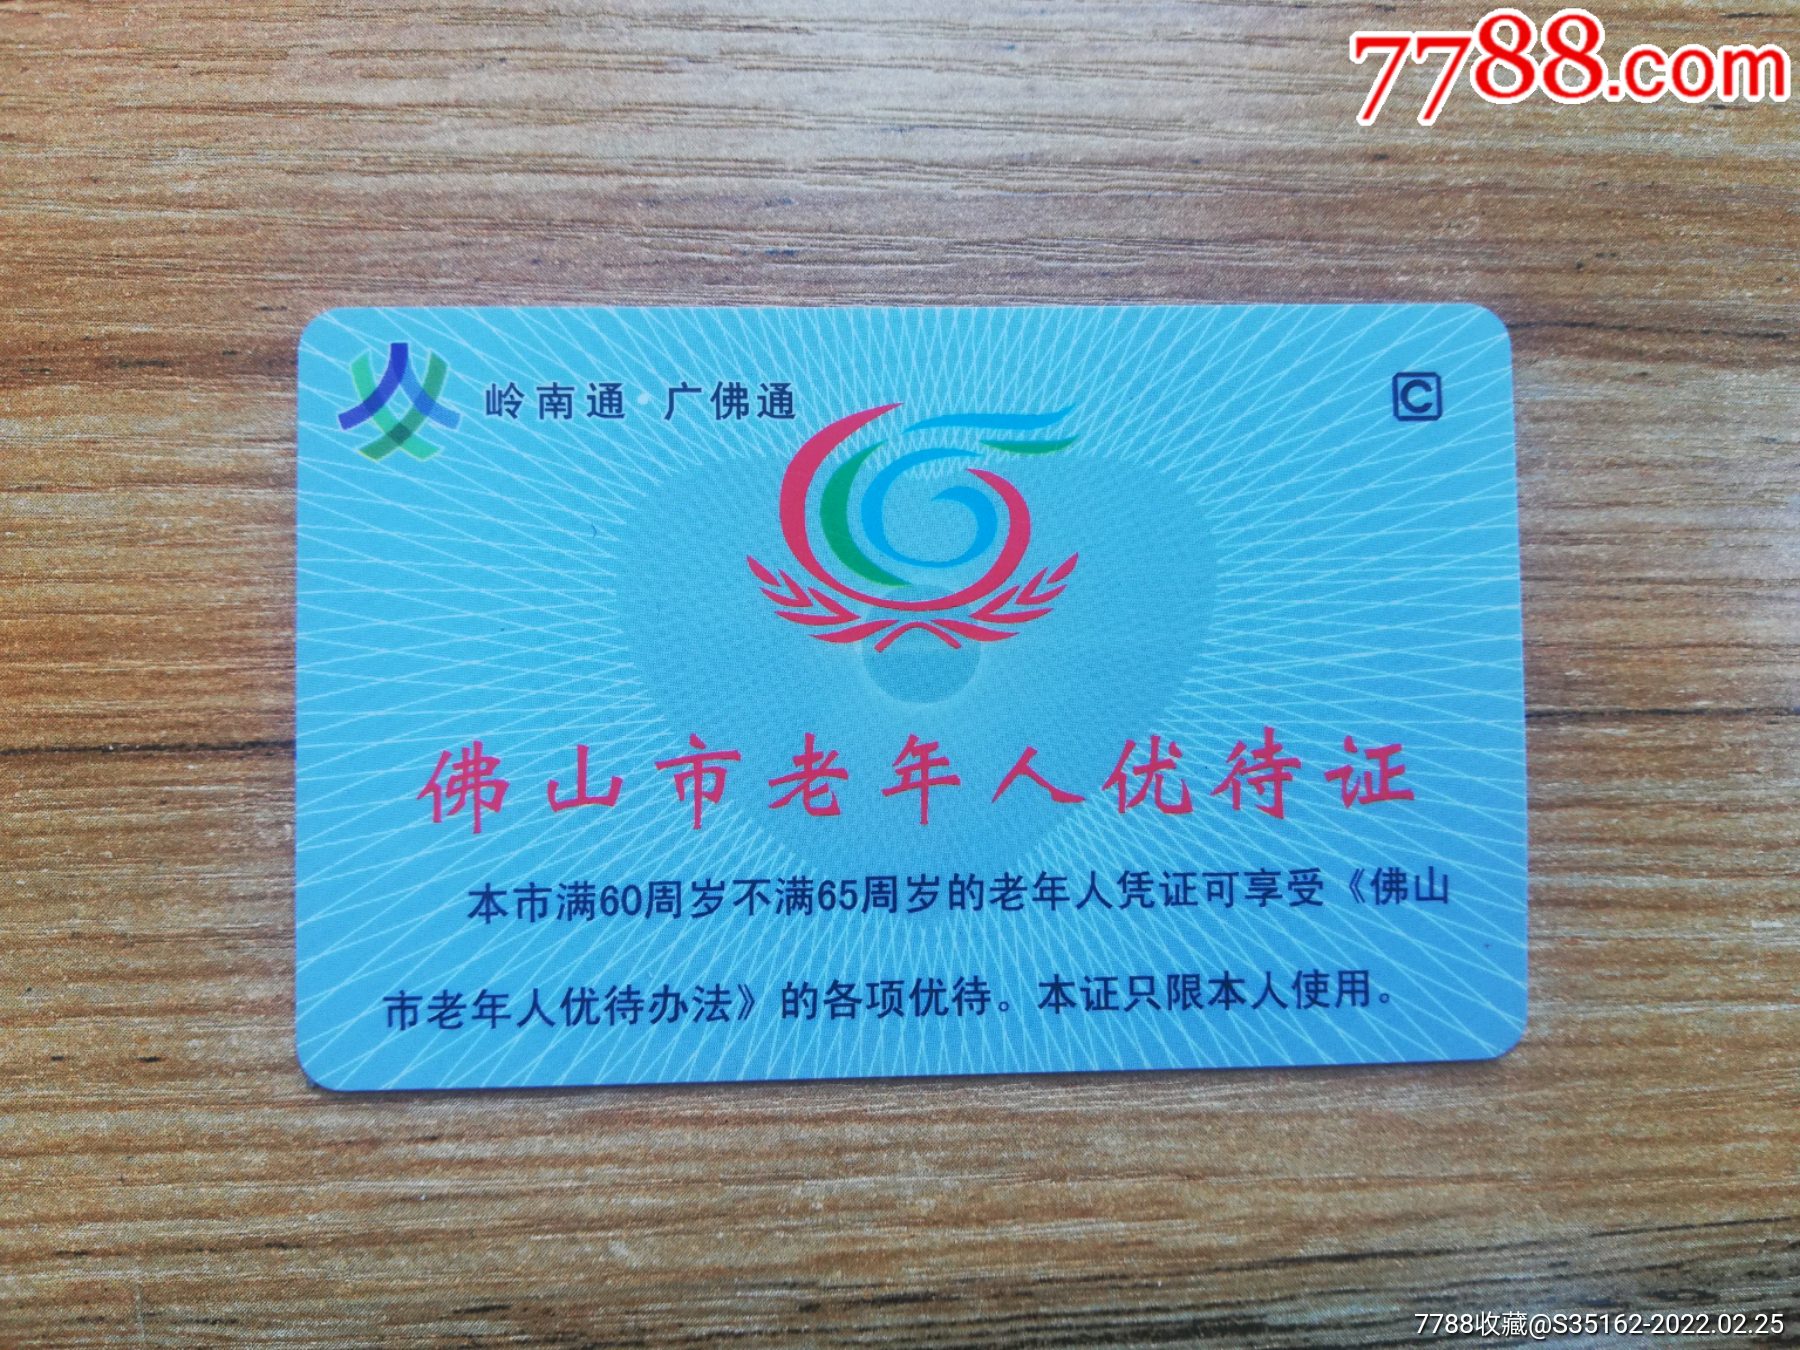 7788.com
岭南通·广佛通
C
佛山市老年人优待证
本市满60周岁不满65周岁的老年人凭证可享受《佛山
市老年人优待办法》的各项优待。本证只限本人使用。
7788收藏@S35162-2022.02.25